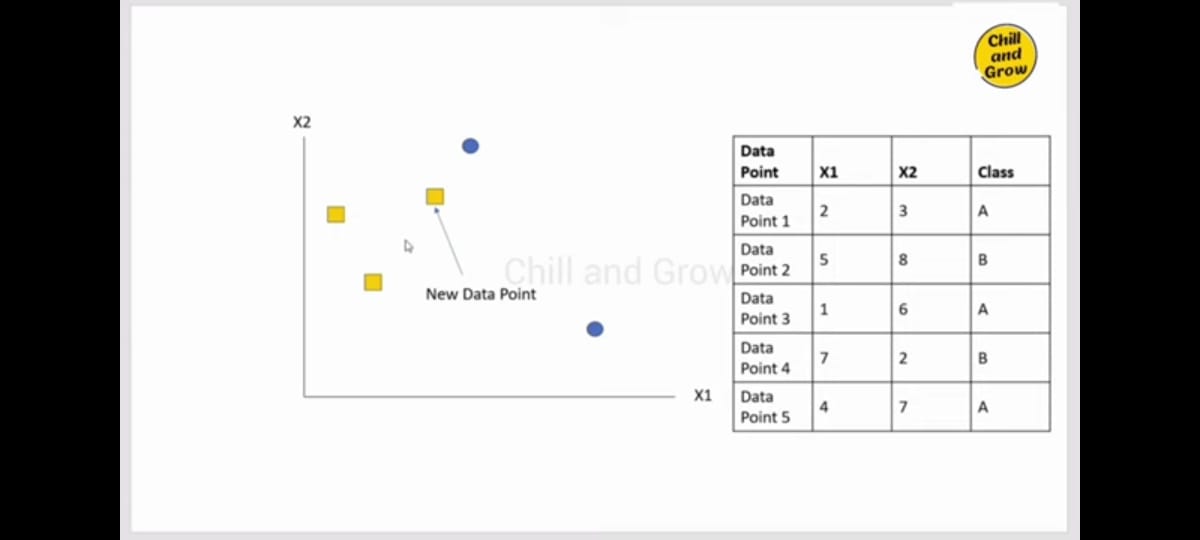 Chill
and
Grow
X2
New Data Point
Chill and Grow
X1
Data
Point X1 X2 Class
Data
Point 1 2 3 A
Data
Point 2 5 8 B
Data
Point 3 1 6 A
Data
Point 4 7 2 B
Data
Point 5 4 7 A